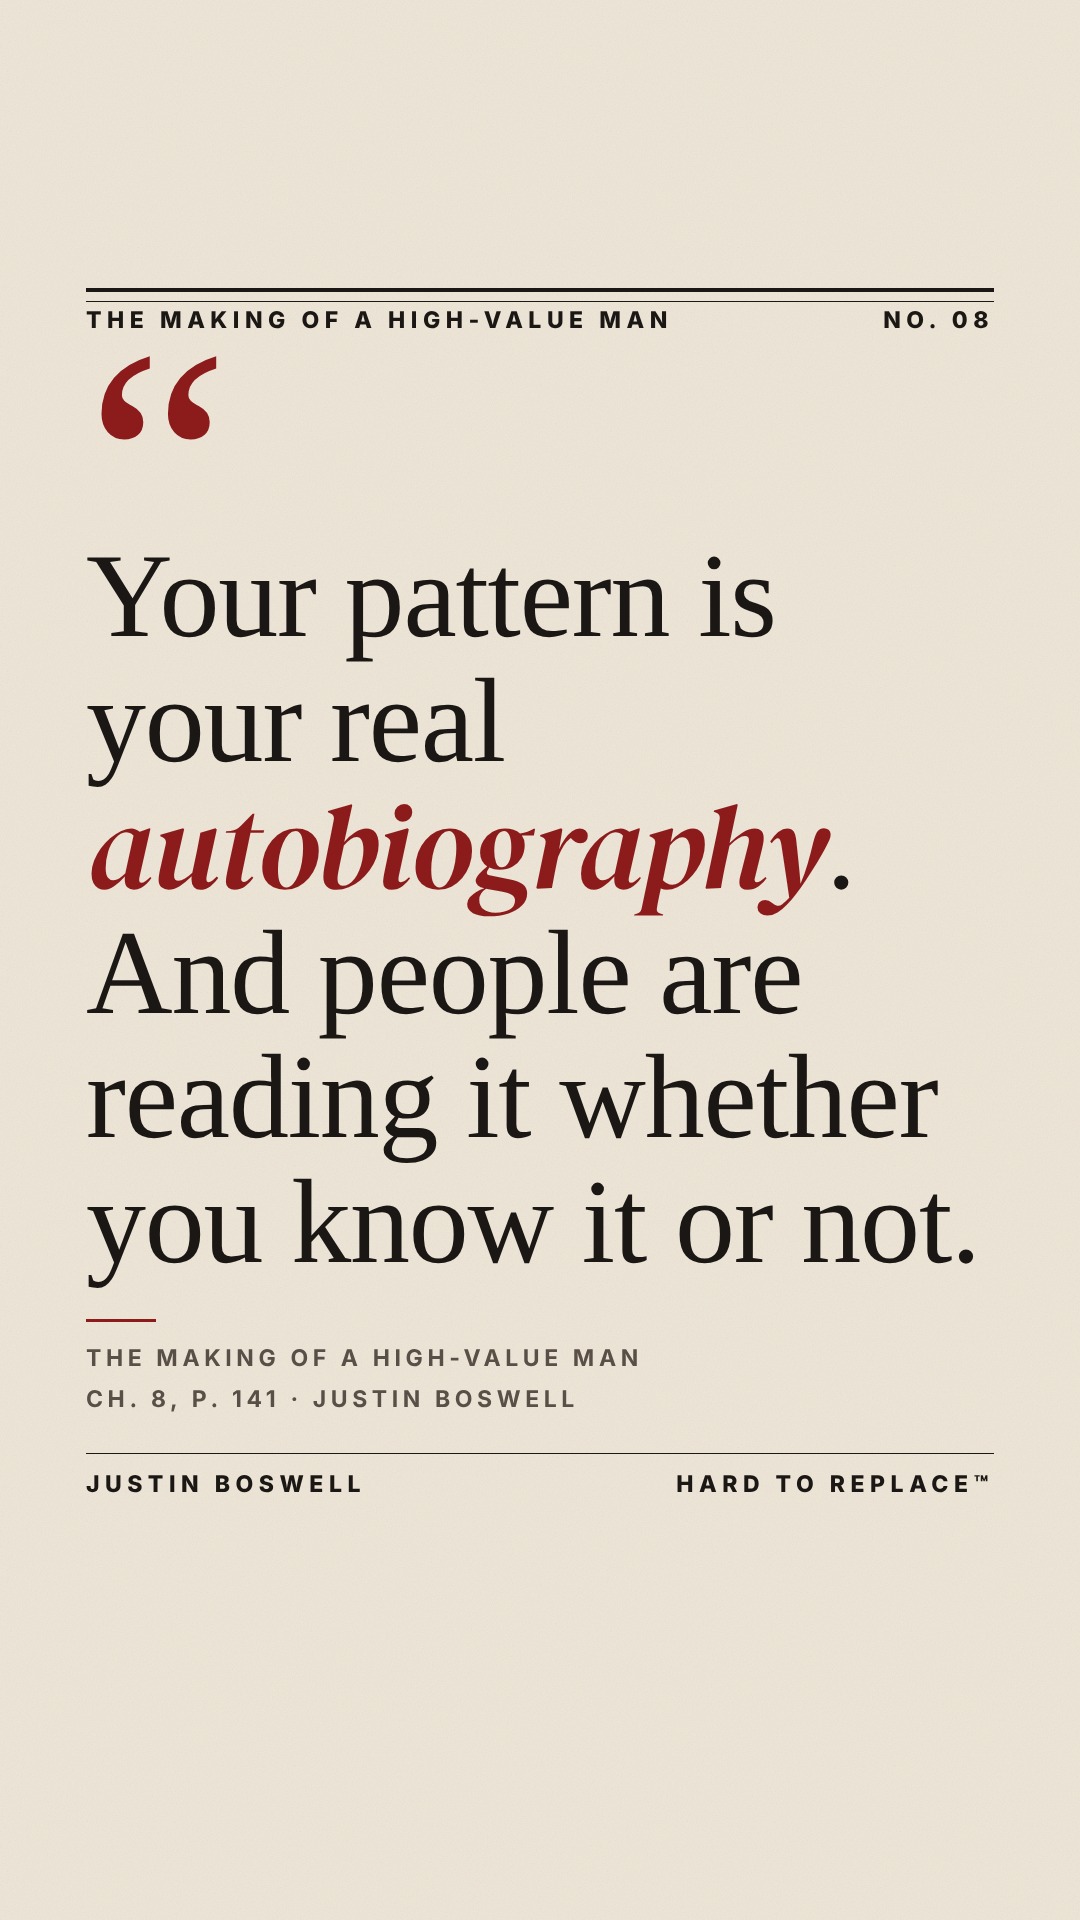 THE MAKING OF A HIGH-VALUE MAN NO. 08
“
Your pattern is
your real
autobiography.
And people are
reading it whether
you know it or not.
THE MAKING OF A HIGH-VALUE MAN
CH. 8, P. 141 · JUSTIN BOSWELL
JUSTIN BOSWELL HARD TO REPLACE™